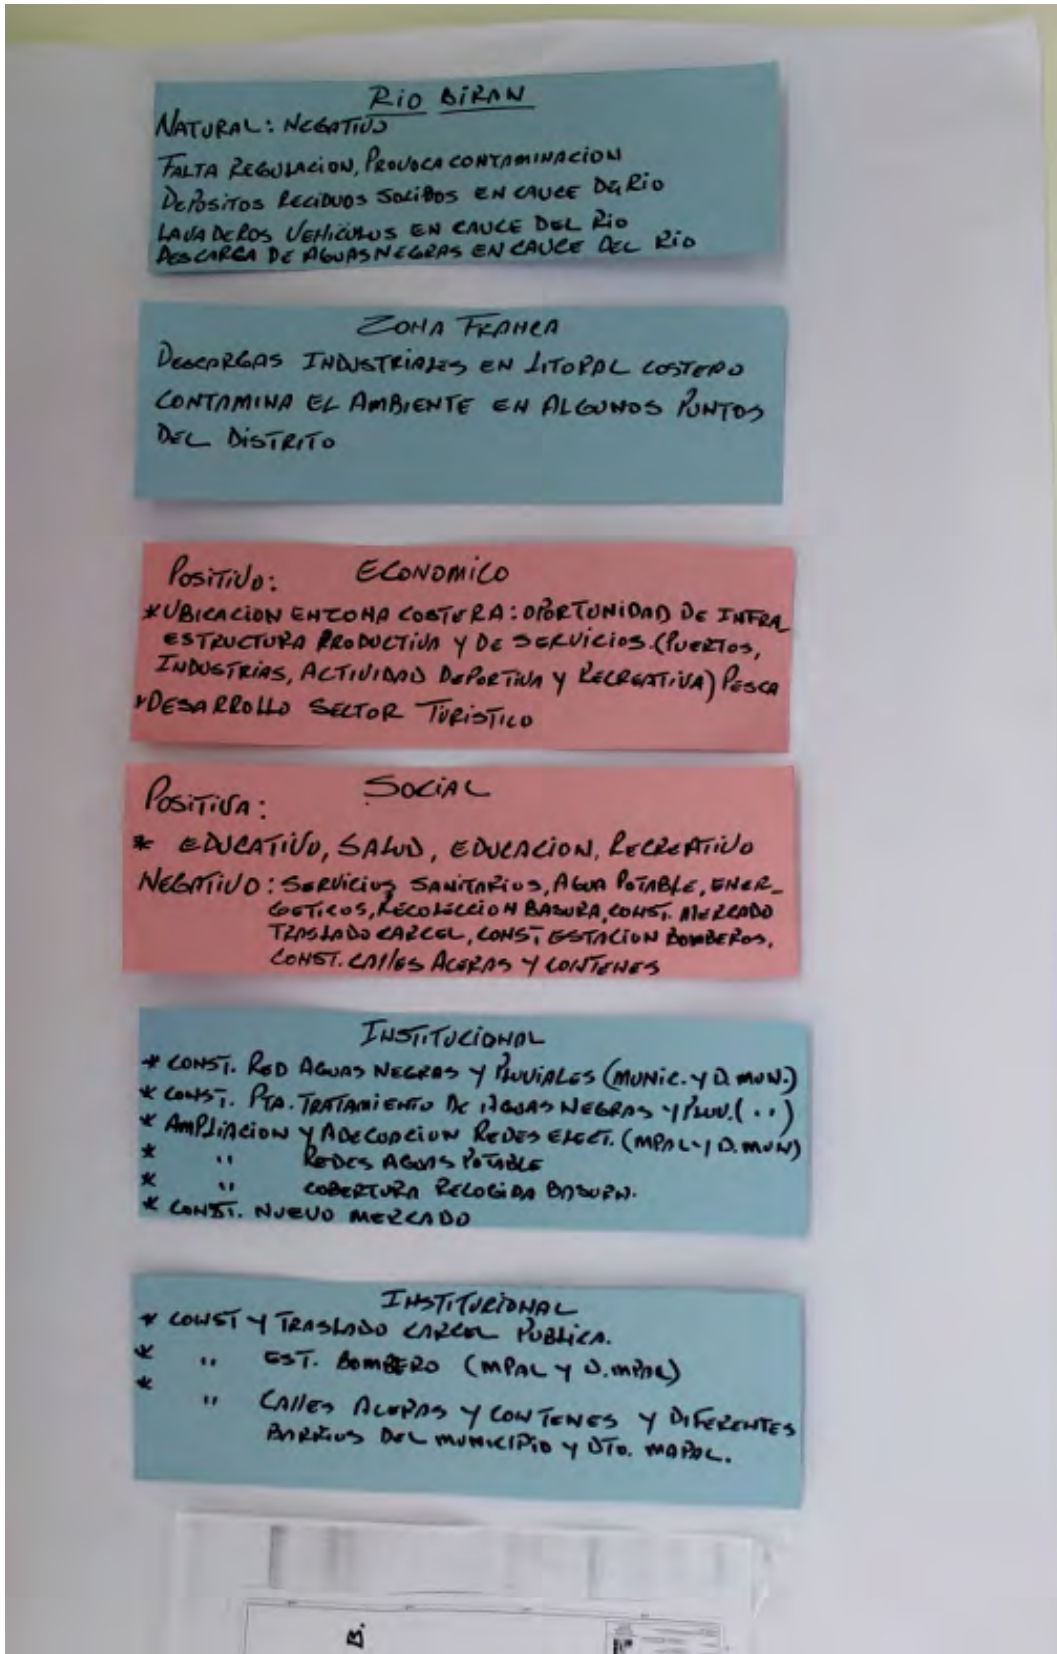 RIO BIRAN
NATURAL: NEGATIVO
FALTA REGULACION, PROVOCA CONTAMINACION
DEPOSITOS RECIDUOS SOLIDOS EN CAUCE DEL RIO
LAVADEROS VEHICULOS EN CAUCE DEL RIO
DESCARGA DE AGUAS NEGRAS EN CAUCE DEL RIO
ZONA FRANCA
DESCARGAS INDUSTRIALES EN LITORAL COSTERO
CONTAMINA EL AMBIENTE EN ALGUNOS PUNTOS
DEL DISTRITO
POSITIVO: ECONOMICO
* UBICACION EN ZONA COSTERA: OPORTUNIDAD DE INFRA
ESTRUCTURA PRODUCTIVA Y DE SERVICIOS. (PUERTOS,
INDUSTRIAS, ACTIVIDAD DEPORTIVA Y RECREATIVA) PESCA
* DESARROLLO SECTOR TURISTICO
SOCIAL
POSITIVA:
* EDUCATIVO, SALUD, EDUCACION, RECREATIVO
NEGATIVO: SERVICIOS SANITARIOS, AGUA POTABLE, ENER-
GETICOS, RECOLECCION BASURA, CONST. MERCADO
TRASLADO CARCEL, CONST. ESTACION BOMBEROS,
CONST. CALLES ACERAS Y CONTENES
INSTITUCIONAL
* CONST. RED AGUAS NEGRAS Y PLUVIALES (MUNIC. Y D. MUN.)
* CONST. PTA. TRATAMIENTO DE AGUAS NEGRAS Y PLUV. (..)
* AMPLIACION Y ADECUACION REDES ELECT. (MPAL Y D. MUN)
* " REDES AGUAS POTABLE
* " COBERTURA RECOGIDA BASURA.
* CONST. NUEVO MERCADO
INSTITUCIONAL
* CONST Y TRASLADO CARCEL PUBLICA.
* " EST. BOMBERO (MPAL Y D. MPAL)
* " CALLES ACERAS Y CONTENES Y DIFERENTES
BARRIOS DEL MUNICIPIO Y DTO. MAPAL.
B.